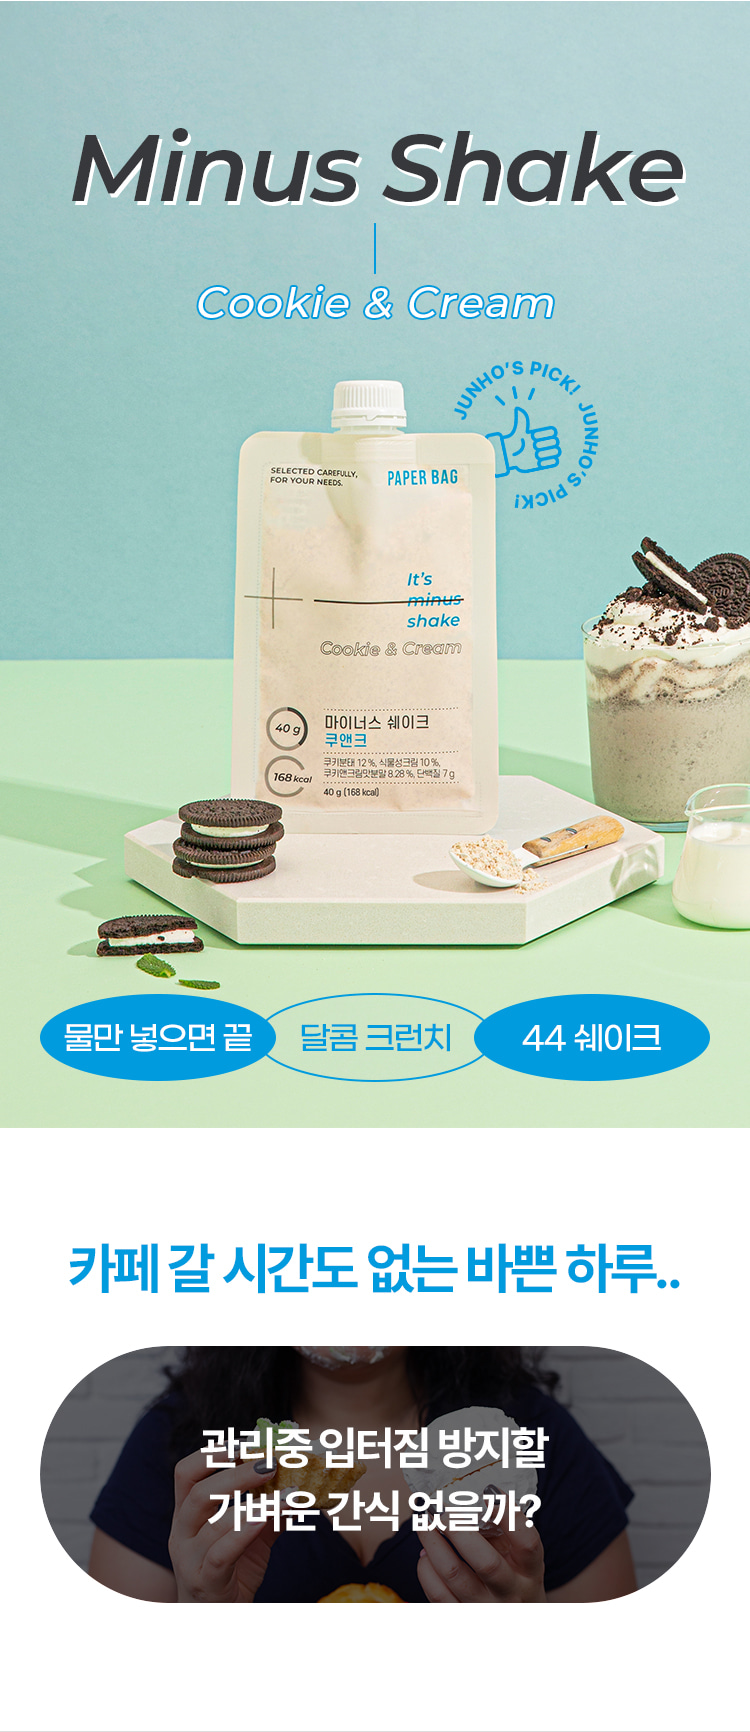 Minus Shake
Cookie & Cream
JUNHO'S PICK! JUNHO'S PICK!
SELECTED CAREFULLY,
FOR YOUR NEEDS.
PAPER BAG
It's
minus
shake
Cookie & Cream
40 g
마이너스 쉐이크
쿠앤크
168 kcal
쿠키분태 12 %, 식물성크림 10 %,
쿠키앤크림맛분말 8.28 %, 단백질 7 g
40 g (168 kcal)
물만 넣으면 끝
달콤 크런치
44 쉐이크
카페 갈 시간도 없는 바쁜 하루..
관리중 입터짐 방지할
가벼운 간식 없을까?